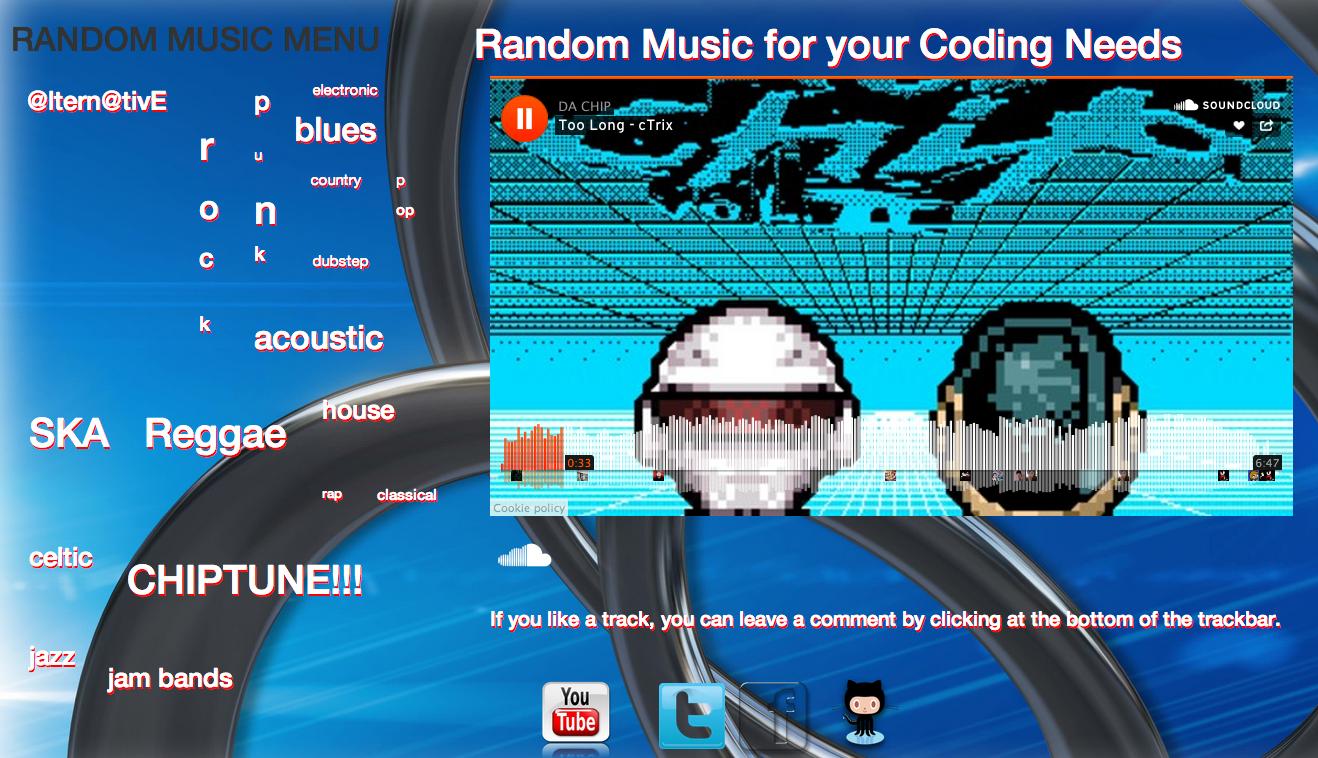 RANDOM MUSIC MENU
@ltern@tivE
rock
punk
electronic
blues
country
p
op
dubstep
acoustic
SKA
Reggae
house
rap
classical
celtic
CHIPTUNE!!!
jazz
jam bands
Random Music for your Coding Needs
DA CHIP
Too Long - cTrix
SOUNDCLOUD
0:33
6:47
Cookie policy
If you like a track, you can leave a comment by clicking at the bottom of the trackbar.
You
Tube
t
f